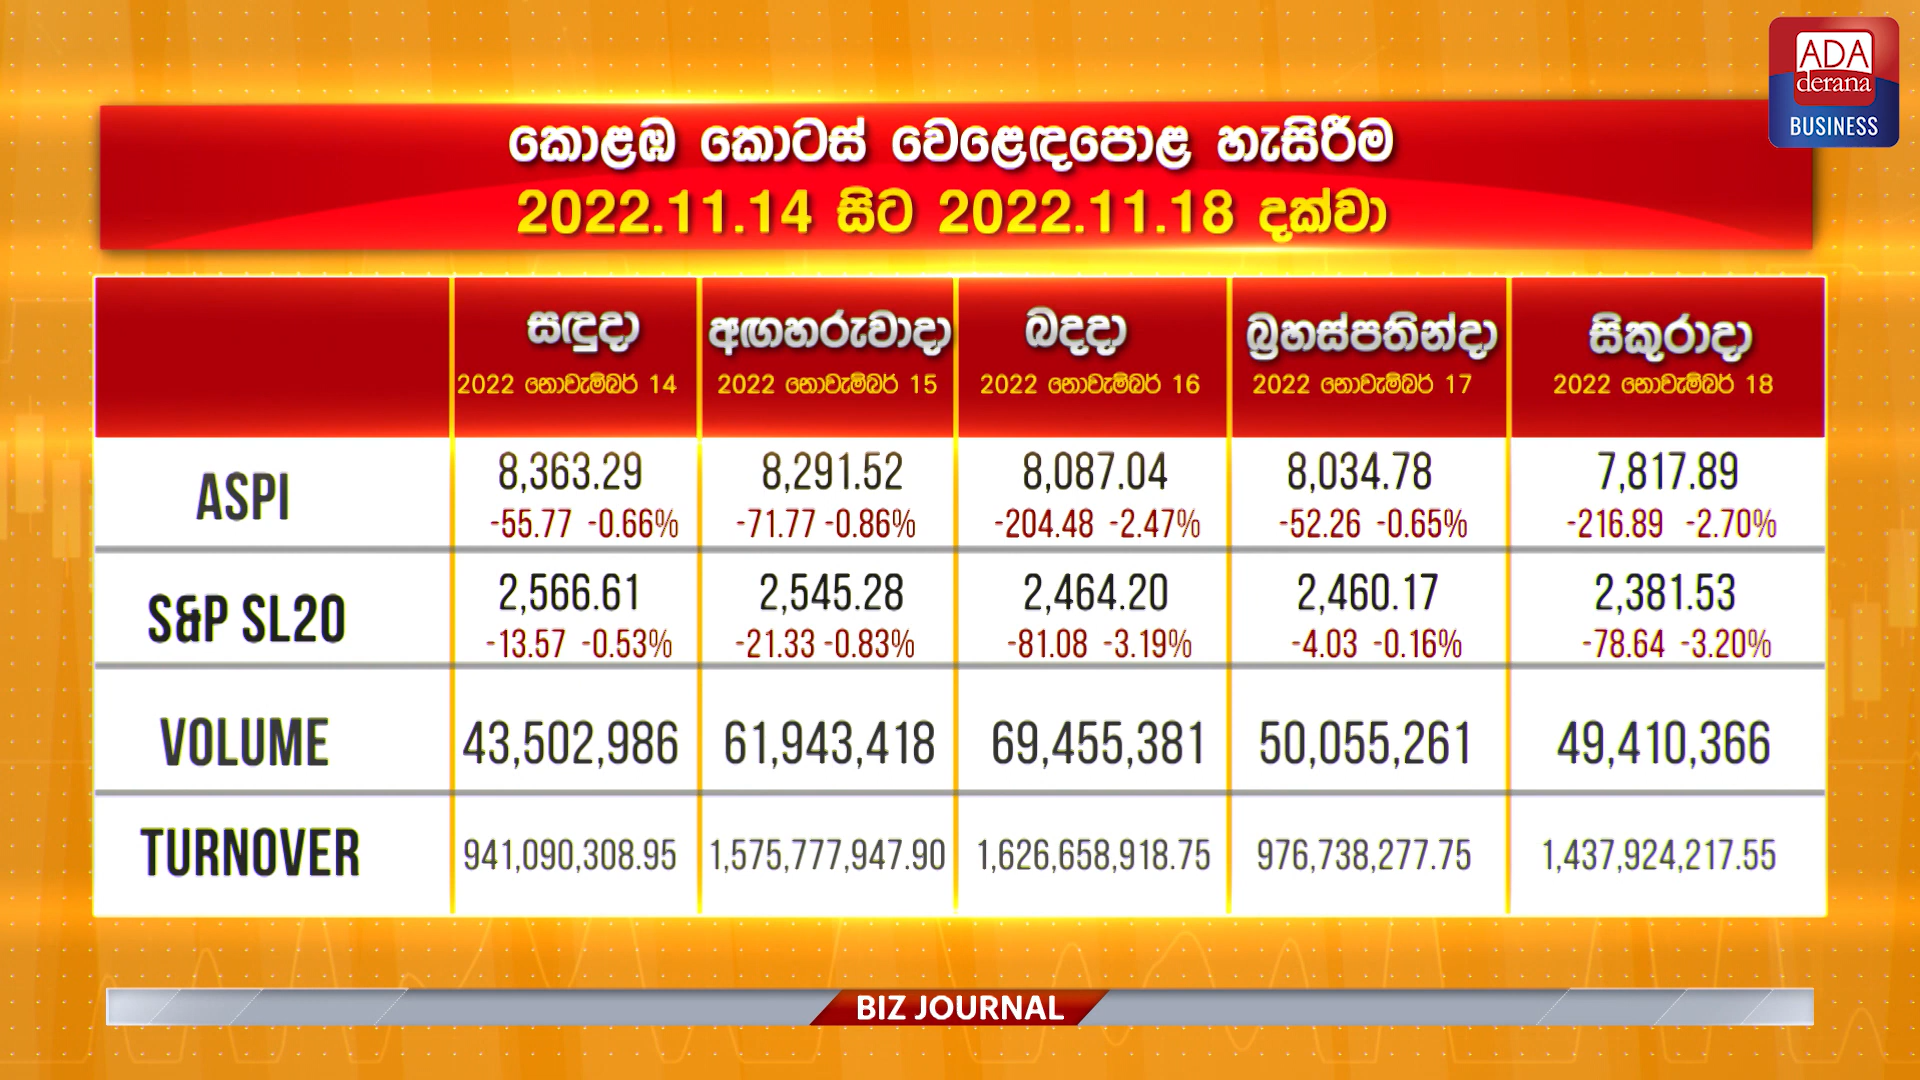 ADA
derana
BUSINESS
කොළඹ කොටස් වෙළෙඳපොළ හැසිරීම
2022.11.14 සිට 2022.11.18 දක්වා
සඳුදා අඟහරුවාදා බදාදා බ්‍රහස්පතින්දා සිකුරාදා
2022 නොවැම්බර් 14 2022 නොවැම්බර් 15 2022 නොවැම්බර් 16 2022 නොවැම්බර් 17 2022 නොවැම්බර් 18
ASPI 8,363.29 8,291.52 8,087.04 8,034.78 7,817.89
-55.77 -0.66% -71.77 -0.86% -204.48 -2.47% -52.26 -0.65% -216.89 -2.70%
S&P SL20 2,566.61 2,545.28 2,464.20 2,460.17 2,381.53
-13.57 -0.53% -21.33 -0.83% -81.08 -3.19% -4.03 -0.16% -78.64 -3.20%
VOLUME 43,502,986 61,943,418 69,455,381 50,055,261 49,410,366
TURNOVER 941,090,308.95 1,575,777,947.90 1,626,658,918.75 976,738,277.75 1,437,924,217.55
BIZ JOURNAL